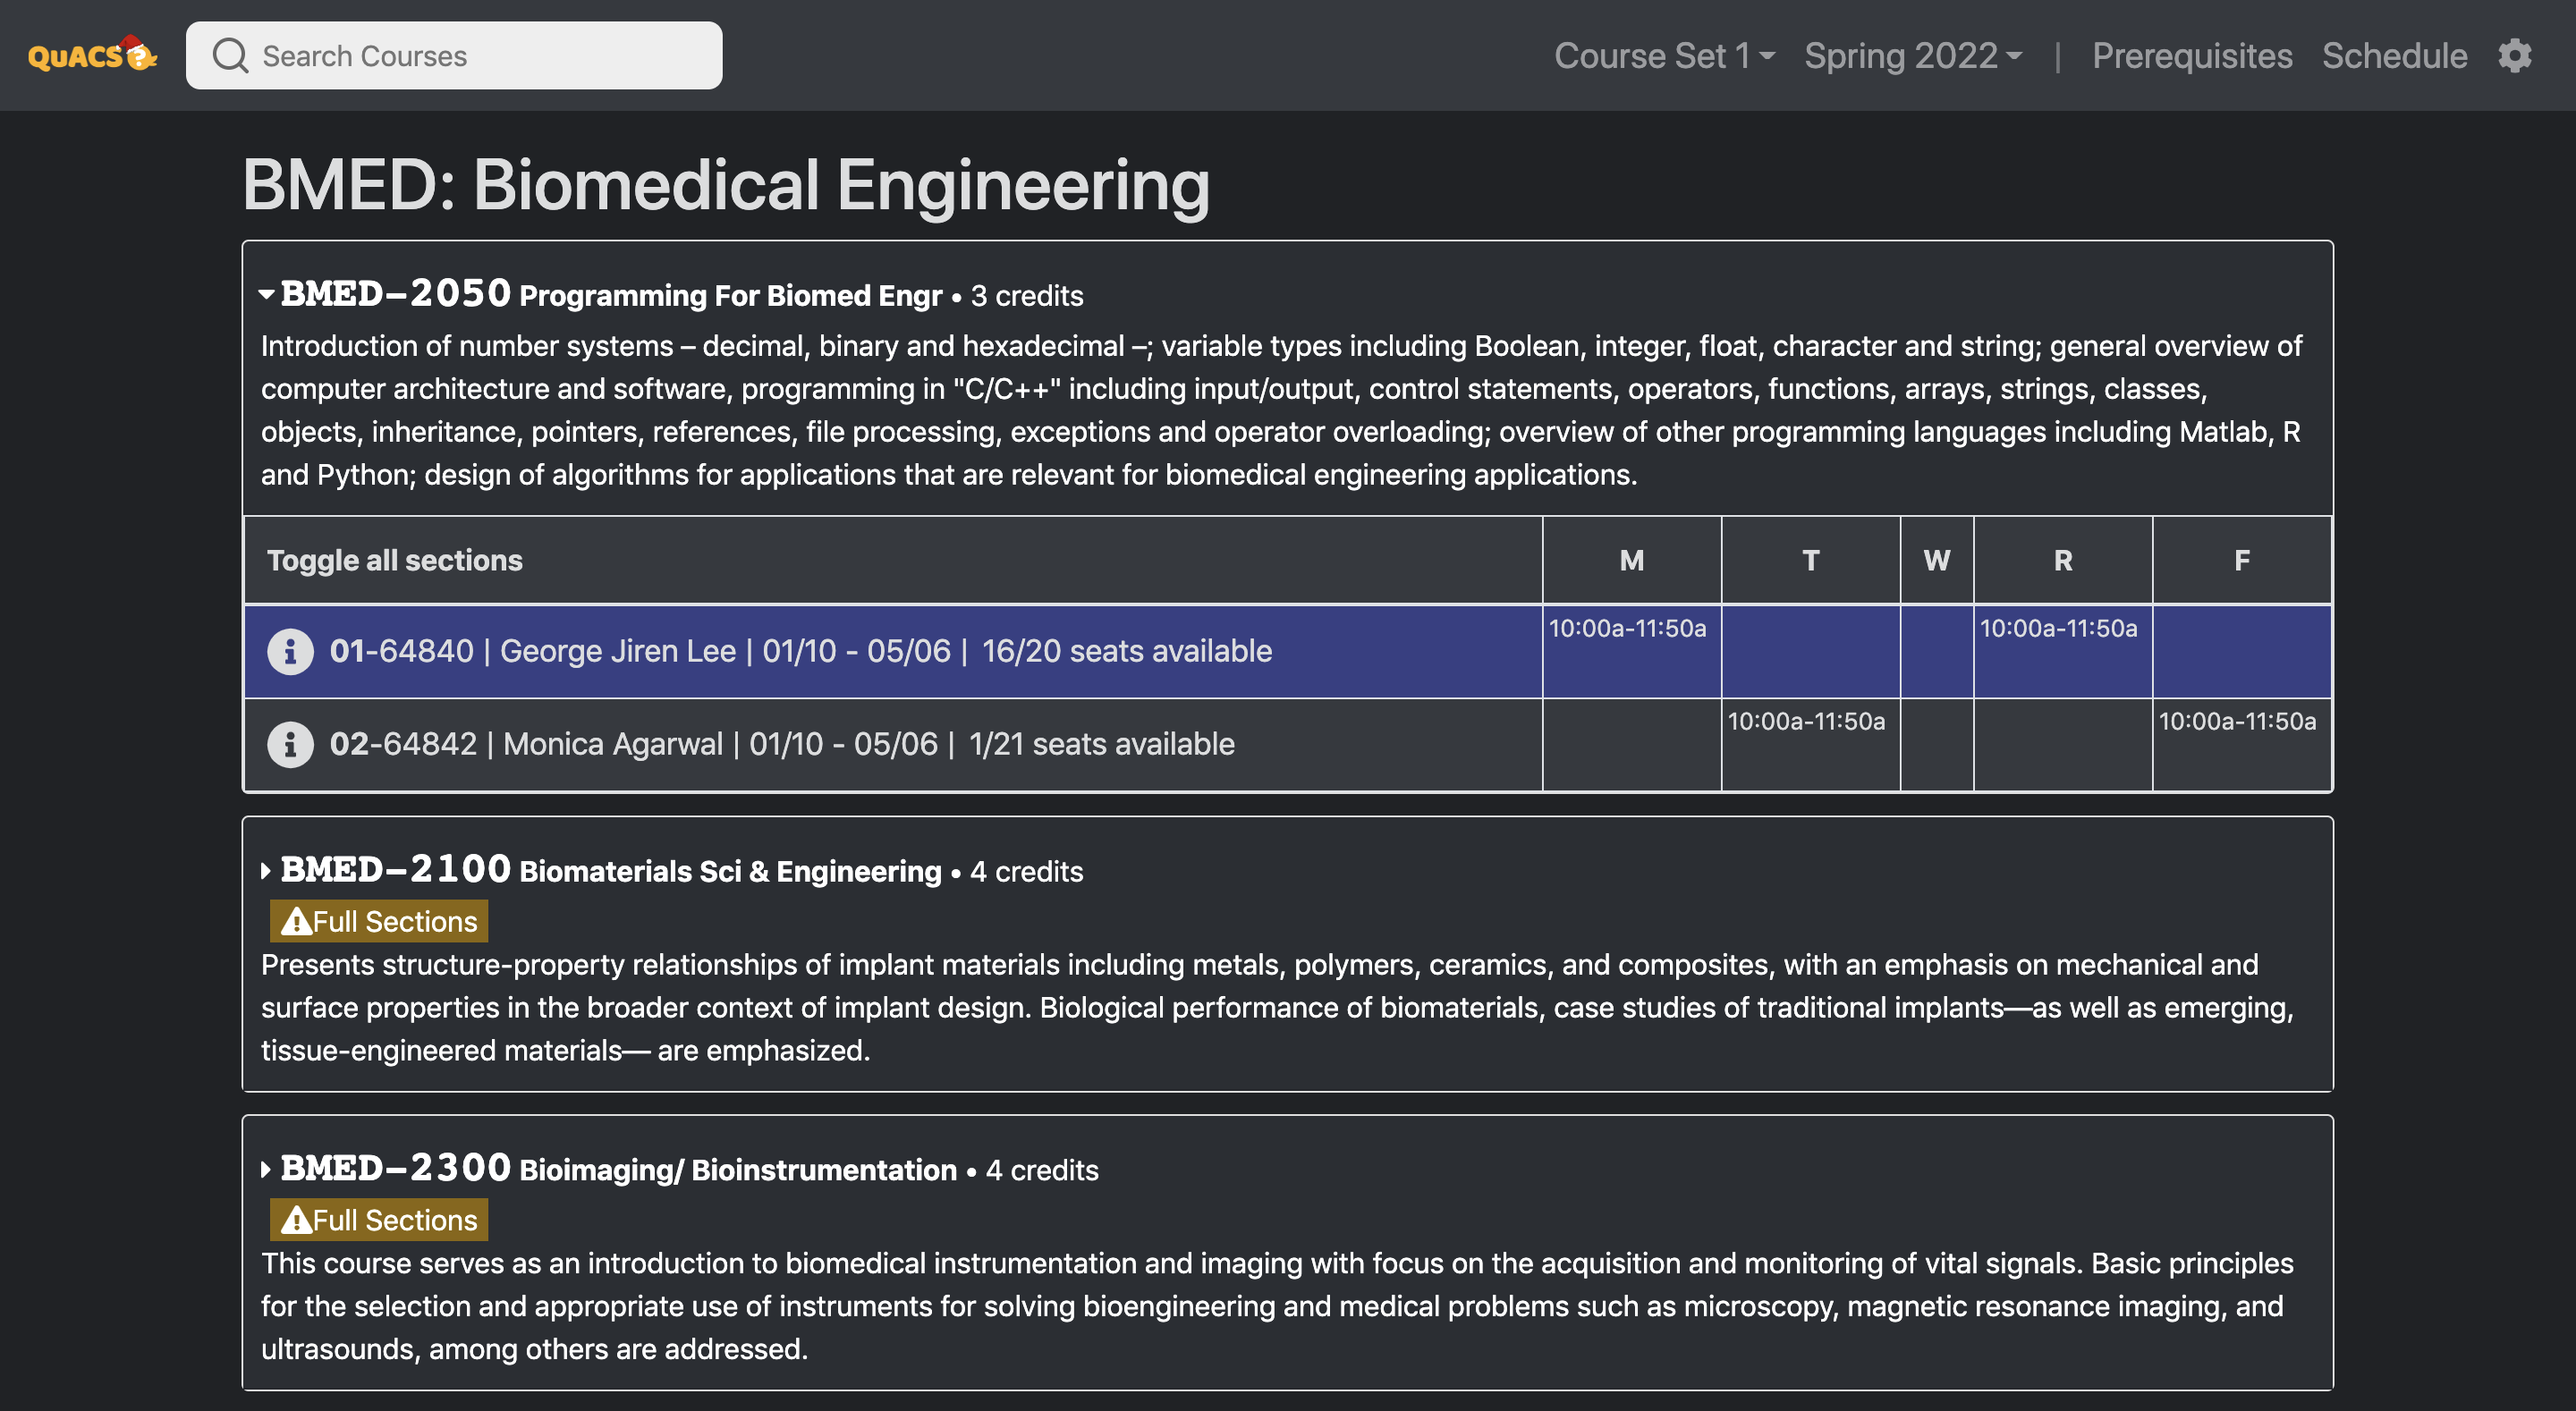 QuACS?
Search Courses
Course Set 1
Spring 2022
|
Prerequisites
Schedule
BMED: Biomedical Engineering
BMED-2050 Programming For Biomed Engr • 3 credits
Introduction of number systems – decimal, binary and hexadecimal –; variable types including Boolean, integer, float, character and string; general overview of
computer architecture and software, programming in "C/C++" including input/output, control statements, operators, functions, arrays, strings, classes,
objects, inheritance, pointers, references, file processing, exceptions and operator overloading; overview of other programming languages including Matlab, R
and Python; design of algorithms for applications that are relevant for biomedical engineering applications.
Toggle all sections M T W R F
01-64840 | George Jiren Lee | 01/10 - 05/06 | 16/20 seats available 10:00a-11:50a 10:00a-11:50a
02-64842 | Monica Agarwal | 01/10 - 05/06 | 1/21 seats available 10:00a-11:50a 10:00a-11:50a
BMED-2100 Biomaterials Sci & Engineering • 4 credits
Full Sections
Presents structure-property relationships of implant materials including metals, polymers, ceramics, and composites, with an emphasis on mechanical and
surface properties in the broader context of implant design. Biological performance of biomaterials, case studies of traditional implants—as well as emerging,
tissue-engineered materials— are emphasized.
BMED-2300 Bioimaging/ Bioinstrumentation • 4 credits
Full Sections
This course serves as an introduction to biomedical instrumentation and imaging with focus on the acquisition and monitoring of vital signals. Basic principles
for the selection and appropriate use of instruments for solving bioengineering and medical problems such as microscopy, magnetic resonance imaging, and
ultrasounds, among others are addressed.